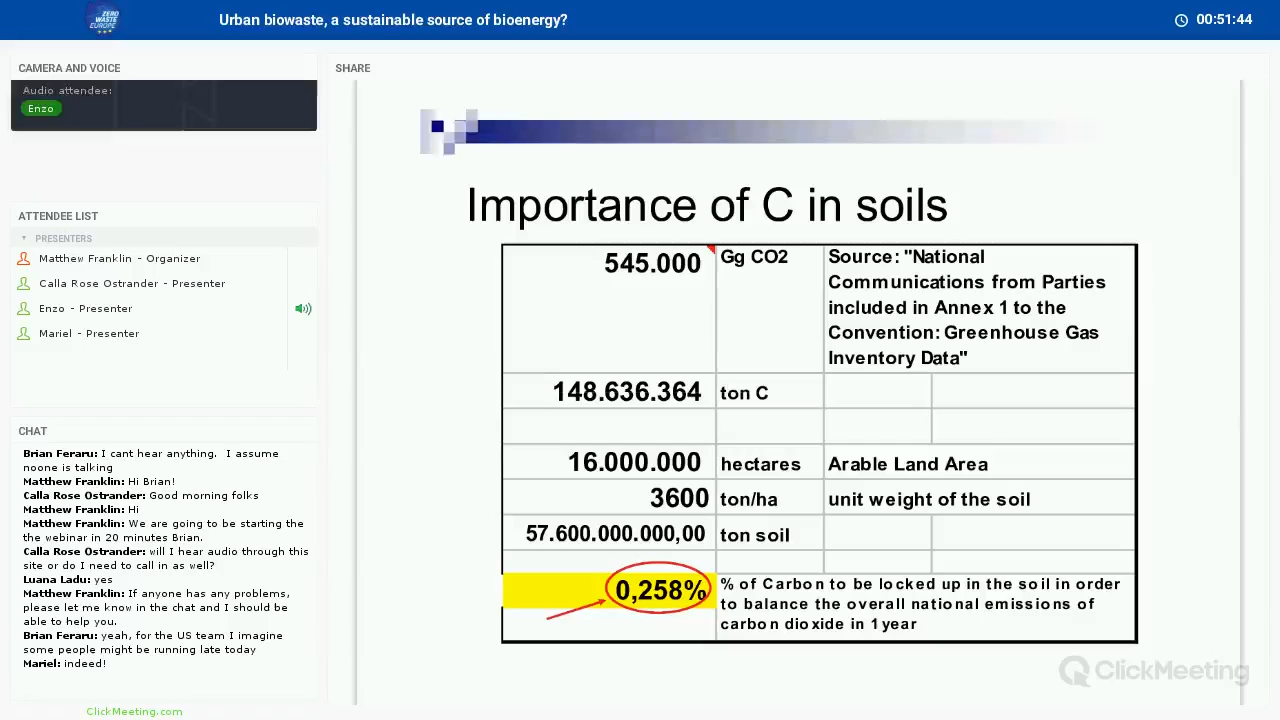 ZERO
WASTE
EUROPE
Urban biowaste, a sustainable source of bioenergy?
00:51:44
CAMERA AND VOICE
Audio attendee:
Enzo
ATTENDEE LIST
PRESENTERS
Matthew Franklin - Organizer
Calla Rose Ostrander - Presenter
Enzo - Presenter
Mariel - Presenter
CHAT
Brian Feraru: I cant hear anything. I assume
noone is talking
Matthew Franklin: Hi Brian!
Calla Rose Ostrander: Good morning folks
Matthew Franklin: Hi
Matthew Franklin: We are going to be starting the
the webinar in 20 minutes Brian.
Calla Rose Ostrander: will I hear audio through this
site or do I need to call in as well?
Luana Ladu: yes
Matthew Franklin: If anyone has any problems,
please let me know in the chat and I should be
able to help you.
Brian Feraru: yeah, for the US team I imagine
some people might be running late today
Mariel: indeed!
ClickMeeting.com
SHARE
Importance of C in soils
545.000 Gg CO2 Source: "National
Communications from Parties
included in Annex 1 to the
Convention: Greenhouse Gas
Inventory Data"
148.636.364 ton C
16.000.000 hectares Arable Land Area
3600 ton/ha unit weight of the soil
57.600.000.000,00 ton soil
0,258% % of Carbon to be locked up in the soil in order
to balance the overall national emissions of
carbon dioxide in 1 year
ClickMeeting